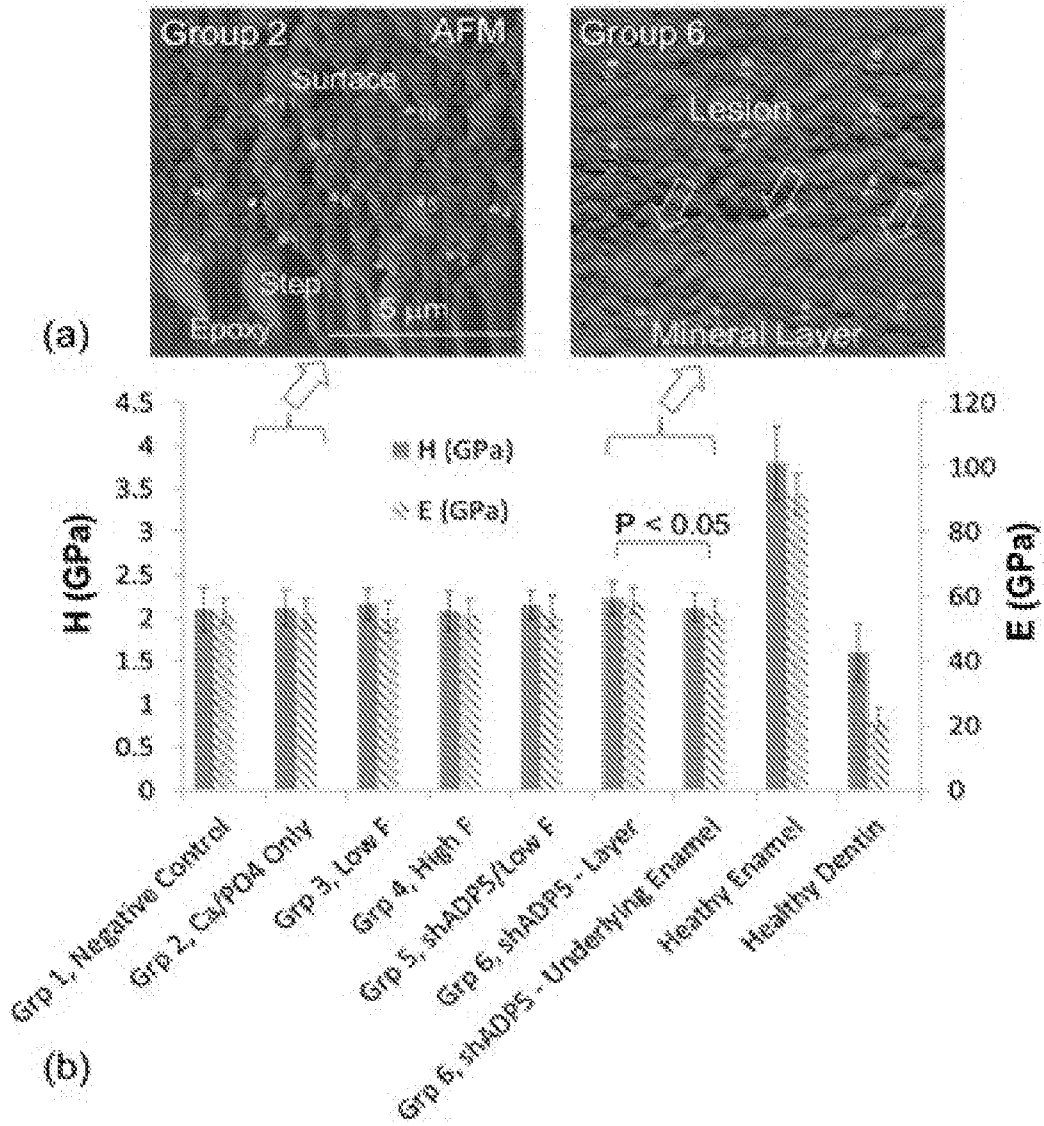 Group 2 AFM
Surface
Step
Epoxy
5 μm
Group 6
Lesion
Mineral Layer
(a)
4.5
4
3.5
3
2.5
2
1.5
1
0.5
0
H (GPa)
H (GPa)
E (GPa)
P < 0.05
120
100
80
60
40
20
0
E (GPa)
Grp 1, Negative Control
Grp 2, Ca/PO4 Only
Grp 3, Low F
Grp 4, High F
Grp 5, shADP5/Low F
Grp 6, shADP5 - Layer
Grp 6, shADP5 - Underlying Enamel
Heathy Enamel
Healthy Dentin
(b)